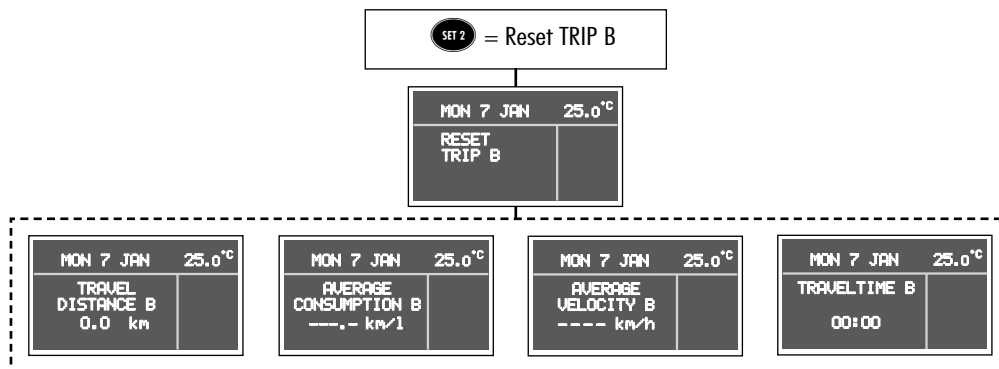 SET 2 = Reset TRIP B
MON 7 JAN 25.0°C
RESET
TRIP B
MON 7 JAN 25.0°C
TRAVEL
DISTANCE B
0.0 km
MON 7 JAN 25.0°C
AVERAGE
CONSUMPTION B
---.- km/l
MON 7 JAN 25.0°C
AVERAGE
VELOCITY B
---- km/h
MON 7 JAN 25.0°C
TRAVELTIME B
00:00